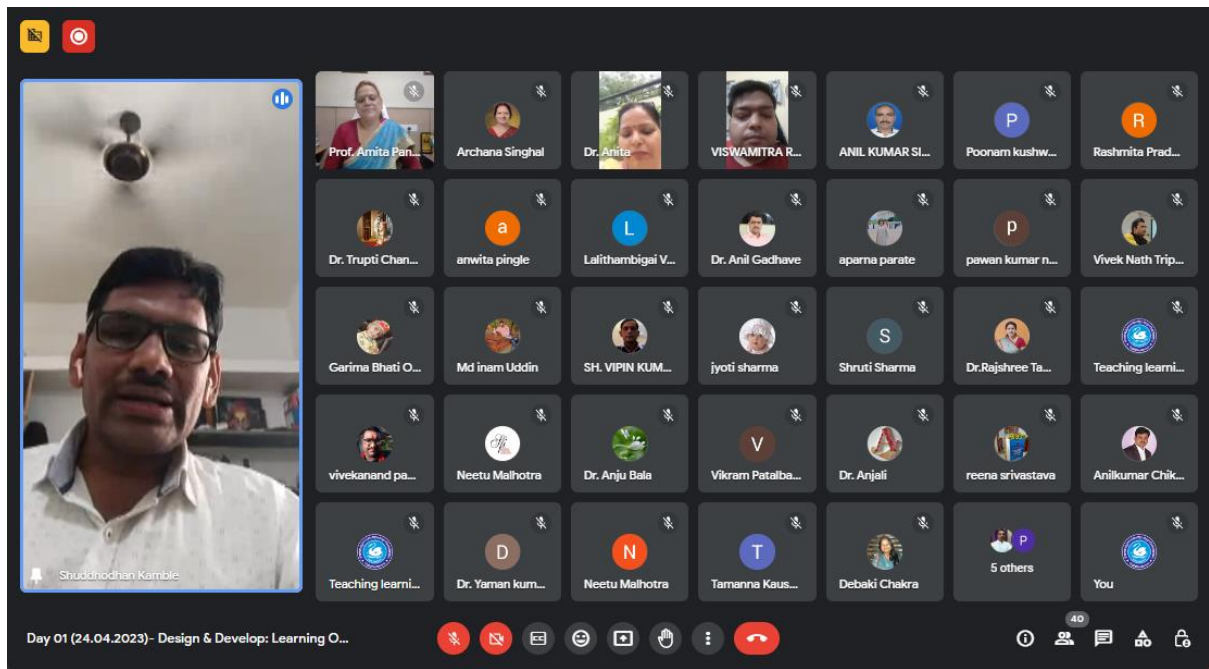 Prof. Amita Pan...
Archana Singhal
Dr. Anita
VISWAMITRA R...
ANIL KUMAR SI...
P
Poonam kushw...
R
Rashmita Prad...
Dr. Trupti Chan...
a
anwita pingle
L
Lalithambigai V...
Dr. Anil Gadhave
aparna parate
p
pawan kumar n...
Vivek Nath Trip...
Garima Bhati O...
Md inam Uddin
SH. VIPIN KUM...
jyoti sharma
S
Shruti Sharma
Dr.Rajshree Ta...
Teaching learni...
vivekanand pa...
Neetu Malhotra
Dr. Anju Bala
V
Vikram Patalba...
Dr. Anjali
reena srivastava
Anilkumar Chik...
Shuddhodhan Kamble
Teaching learni...
D
Dr. Yaman kum...
N
Neetu Malhotra
T
Tamanna Kaus...
Debaki Chakra
P
5 others
You
Day 01 (24.04.2023)- Design & Develop: Learning O...
40